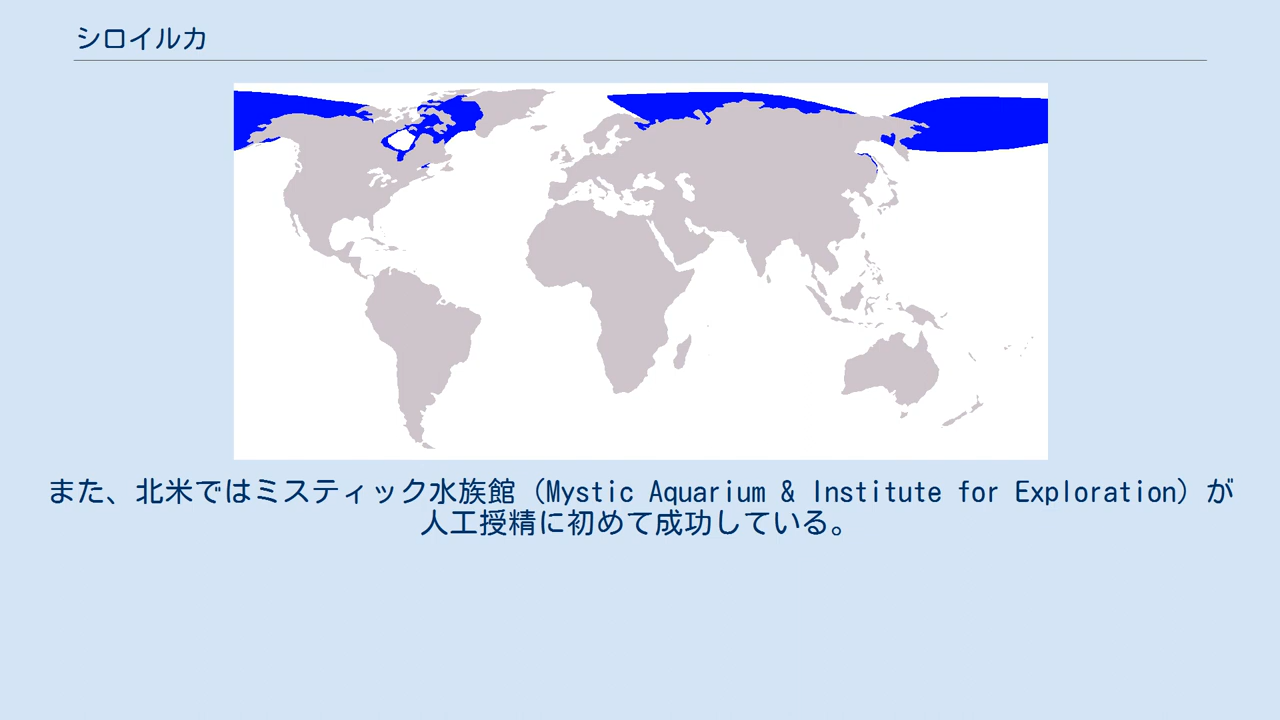 シロイルカ
また、北米ではミスティック水族館（Mystic Aquarium & Institute for Exploration）が
人工授精に初めて成功している。